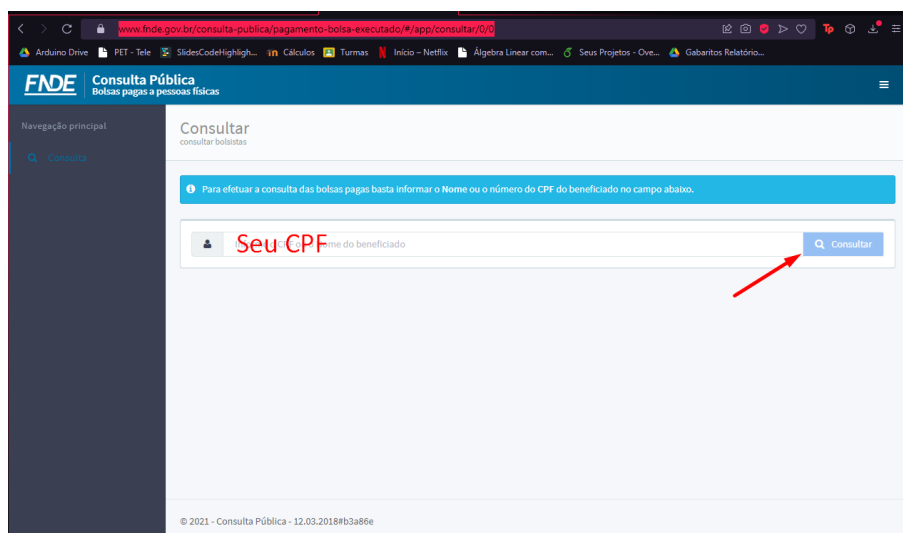 www.fnde.gov.br/consulta-publica/pagamento-bolsa-executado/#/app/consultar/0/0
Arduino Drive PET - Tele SlidesCodeHighligh... Cálculos Turmas Início – Netflix Álgebra Linear com... Seus Projetos - Ove... Gabaritos Relatório...
FNDE Consulta Pública
Bolsas pagas a pessoas físicas
Navegação principal
Consulta
Consultar
consultar bolsistas
Para efetuar a consulta das bolsas pagas basta informar o Nome ou o número do CPF do beneficiado no campo abaixo.
Seu CPF
do beneficiado
Consultar
© 2021 - Consulta Pública - 12.03.2018#b3a86e